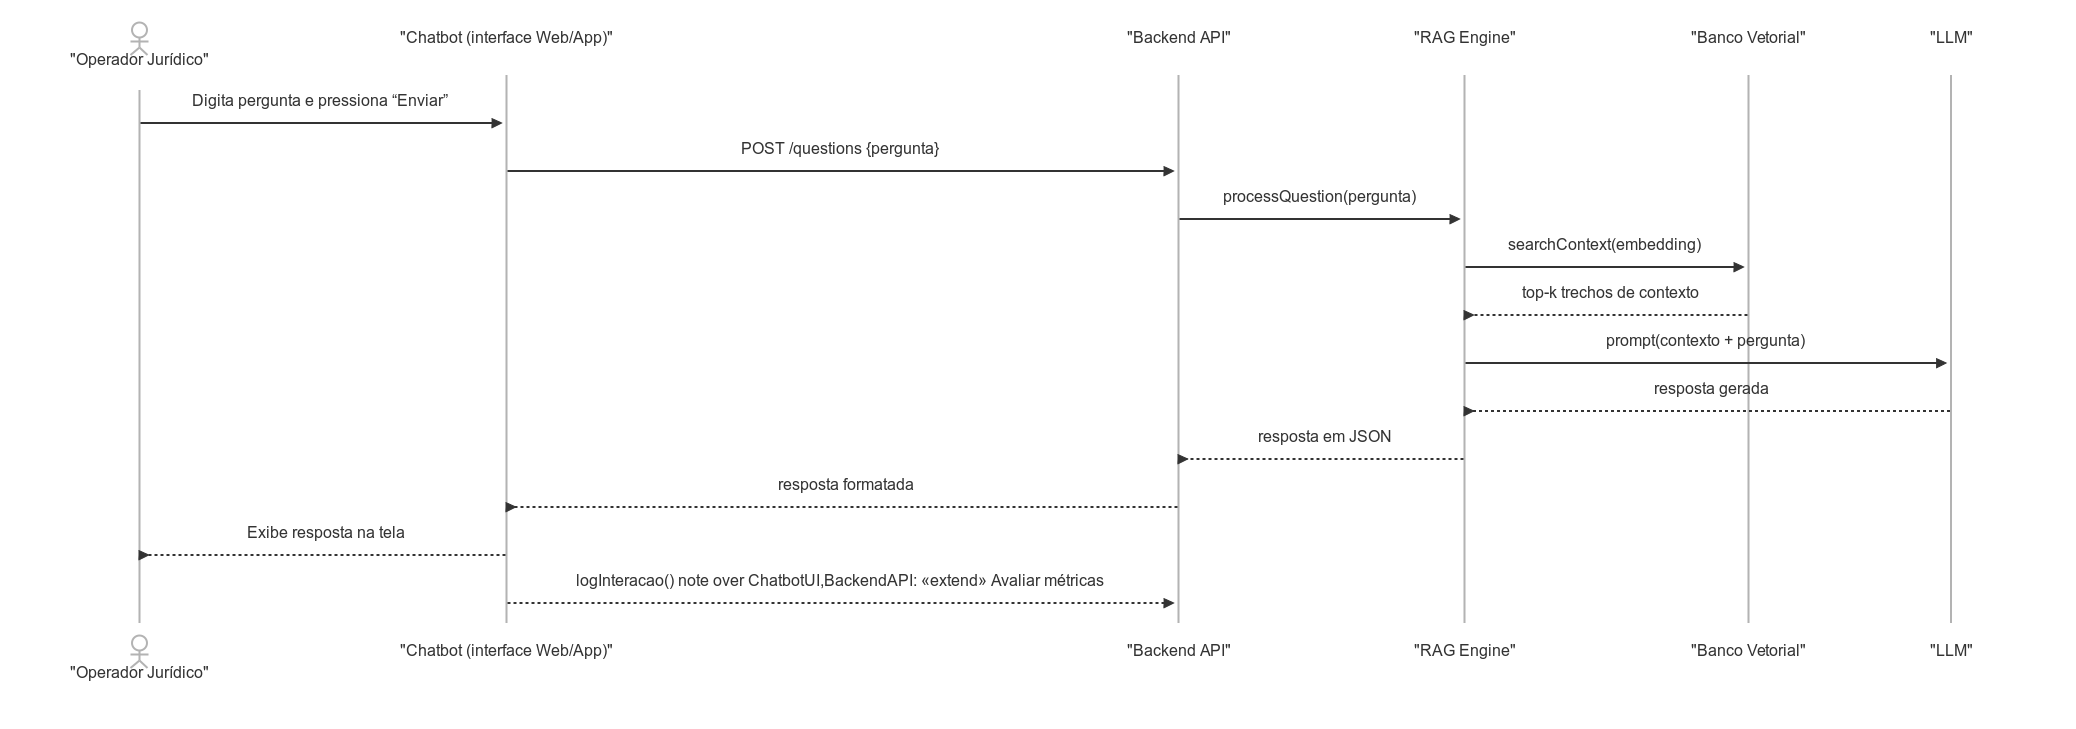 "Chatbot (interface Web/App)"
"Backend API"
"RAG Engine"
"Banco Vetorial"
"LLM"
"Operador Jurídico"
Digita pergunta e pressiona “Enviar”
POST /questions {pergunta}
processQuestion(pergunta)
searchContext(embedding)
top-k trechos de contexto
prompt(contexto + pergunta)
resposta gerada
resposta em JSON
resposta formatada
Exibe resposta na tela
logInteracao() note over ChatbotUI,BackendAPI: «extend» Avaliar métricas
"Chatbot (interface Web/App)"
"Backend API"
"RAG Engine"
"Banco Vetorial"
"LLM"
"Operador Jurídico"